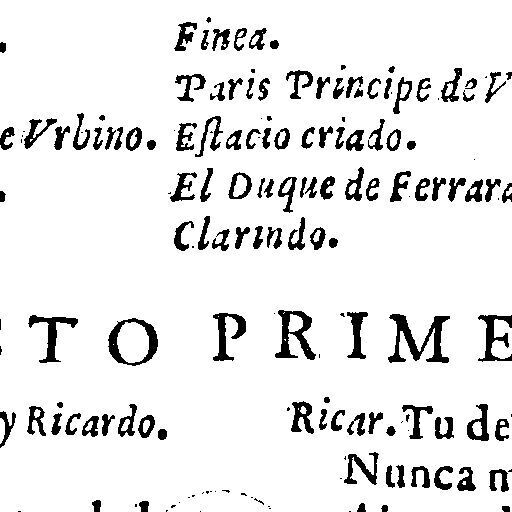 Finea.
Paris Principe de V
e Vrbino. Eſtacio criado.
El Duque de Ferrara
Clarindo.
TO PRIME
y Ricardo. Ricar. Tu de
Nunca m